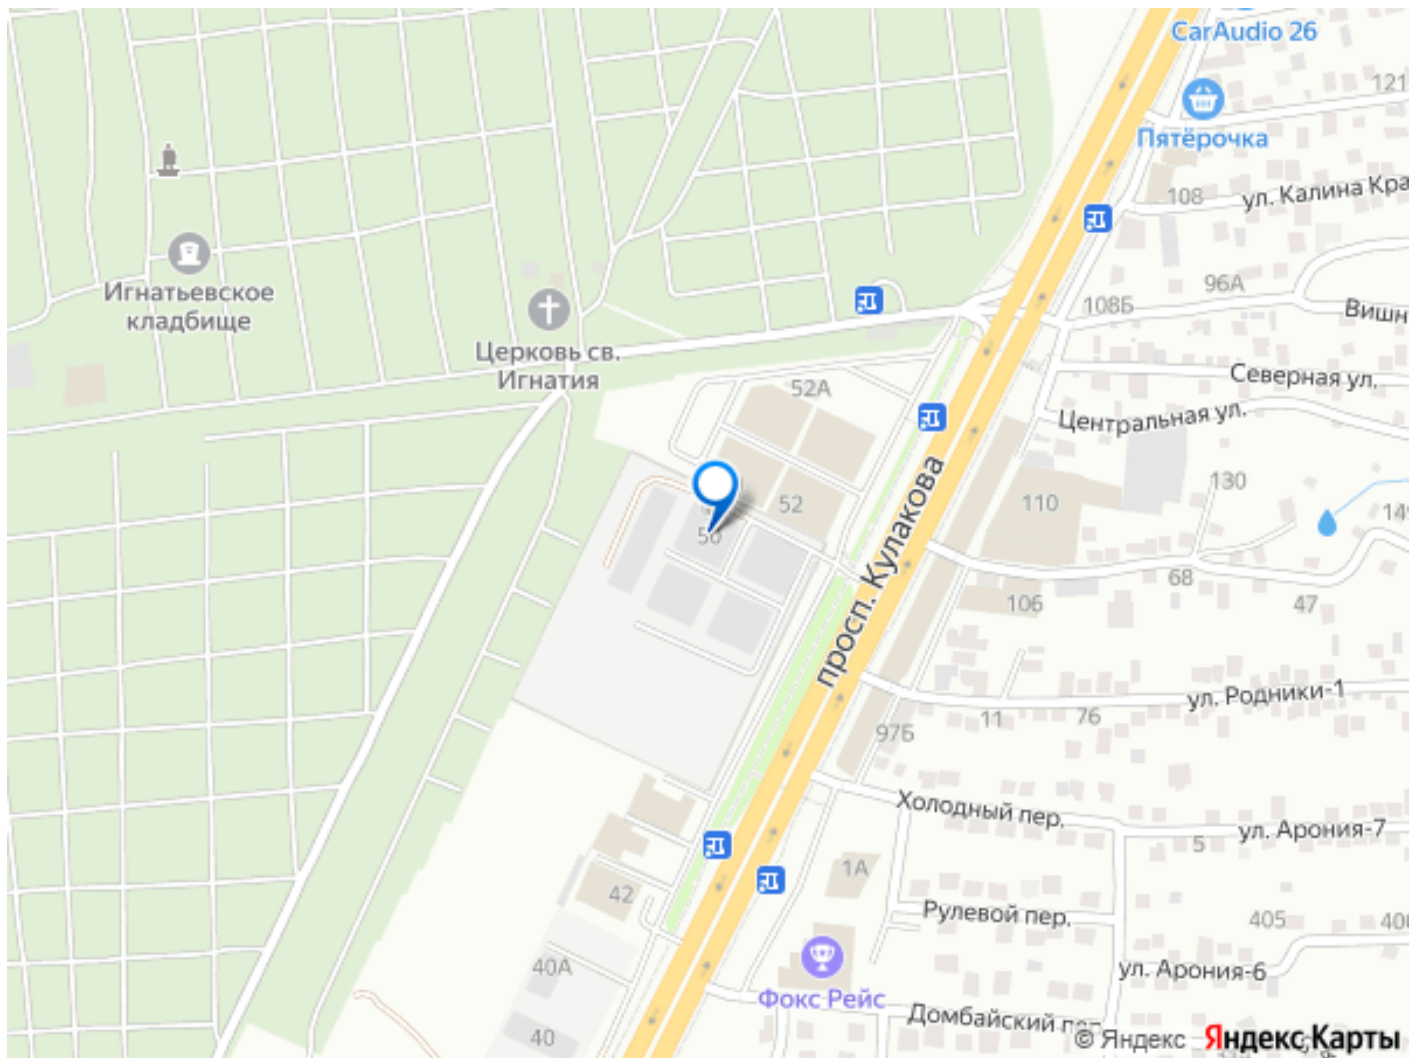 CarAudio 26
121
Пятёрочка
108
ул. Калина Кра
Игнатьевское
кладбище
96А
108Б
Вишн
Церковь св.
Игнатия
52А
Северная ул.
Центральная ул.
130
110
52
50
149
просп. Кулакова
68
106
47
ул. Родники-1
11
76
97Б
Холодный пер.
ул. Арония-7
5
1А
42
Рулевой пер.
405
40А
ул. Арония-6
Фокс Рейс
Домбайский пер.
40
© Яндекс Яндекс Карты